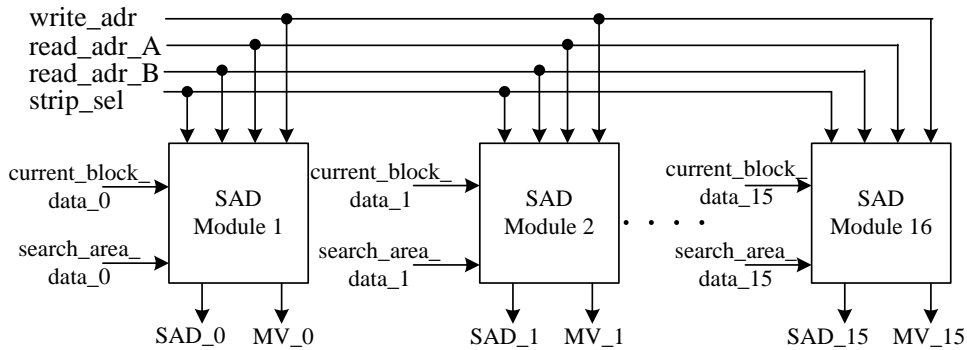 write_adr
read_adr_A
read_adr_B
strip_sel
current_block_
data_0
search_area_
data_0
SAD
Module 1
SAD_0
MV_0
current_block_
data_1
search_area_
data_1
SAD
Module 2
SAD_1
MV_1
. . . .
current_block_
data_15
search_area_
data_15
SAD
Module 16
SAD_15
MV_15